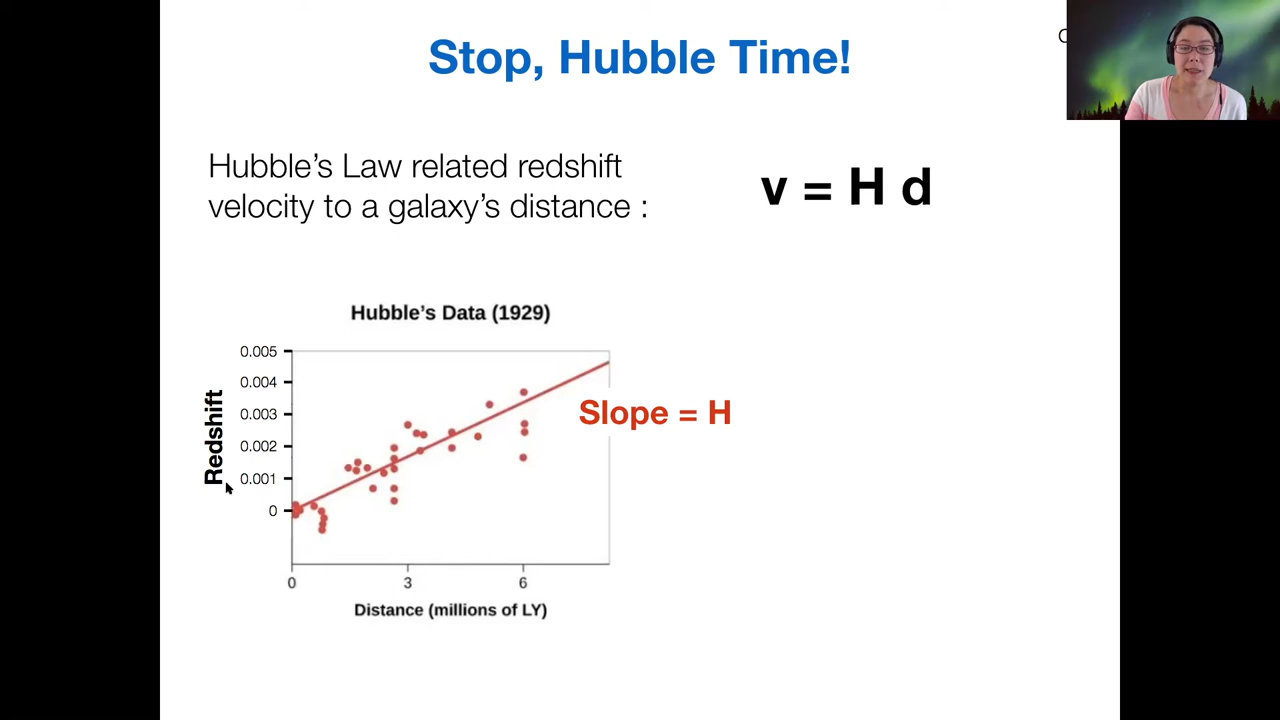 Stop, Hubble Time!
Hubble’s Law related redshift
velocity to a galaxy’s distance :
v = H d
Hubble’s Data (1929)
0.005
0.004
0.003
0.002
0.001
0
Redshift
Slope = H
0 3 6
Distance (millions of LY)